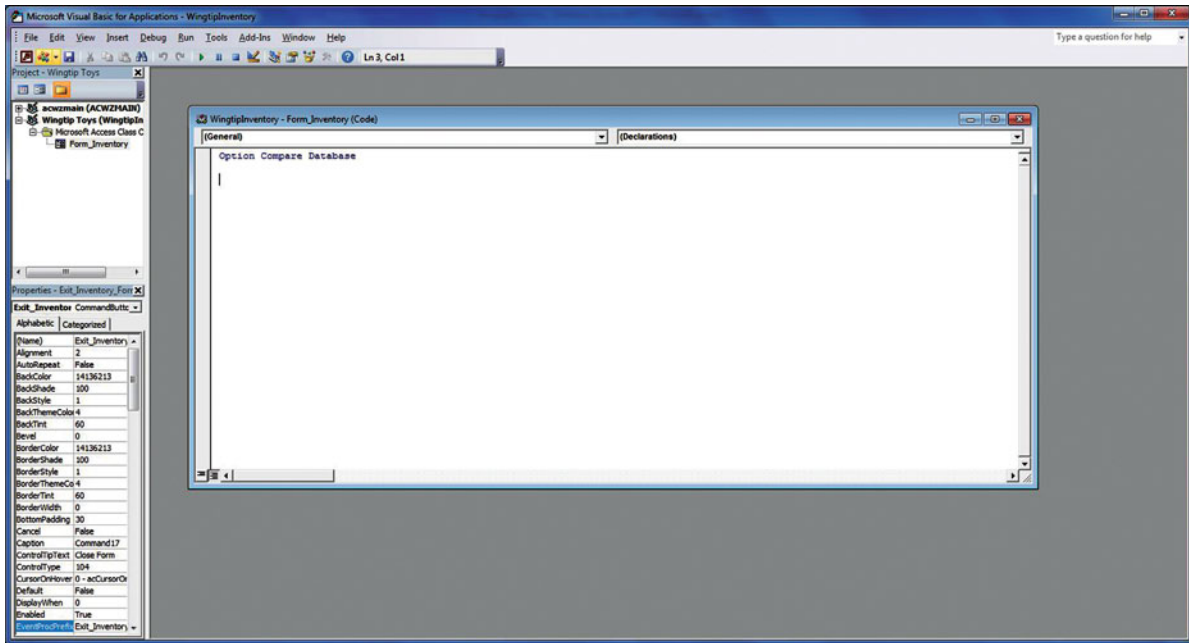 Microsoft Visual Basic for Applications - WingtipInventory
File Edit View Insert Debug Run Tools Add-Ins Window Help
Type a question for help
Ln 3, Col 1
Project - Wingtip Toys
acwzmain (ACWZMAIN)
Wingtip Toys (WingtipIn
Microsoft Access Class C
Form_Inventory
WingtipInventory - Form_Inventory (Code)
(General)
(Declarations)
Option Compare Database
Properties - Exit_Inventory_Form
Exit_Inventor CommandButtc
Alphabetic Categorized
(Name) Exit_Inventory
Alignment 2
AutoRepeat False
BackColor 14136213
BackShade 100
BackStyle 1
BackThemeColor 4
BackTint 60
Bevel 0
BorderColor 14136213
BorderShade 100
BorderStyle 1
BorderThemeCo 4
BorderTint 60
BorderWidth 0
BottomPadding 30
Cancel False
Caption Command17
ControlTipText Close Form
ControlType 104
CursorOnHover 0 - acCursorOn
Default False
DisplayWhen 0
Enabled True
EventProcPrefix Exit_Inventory